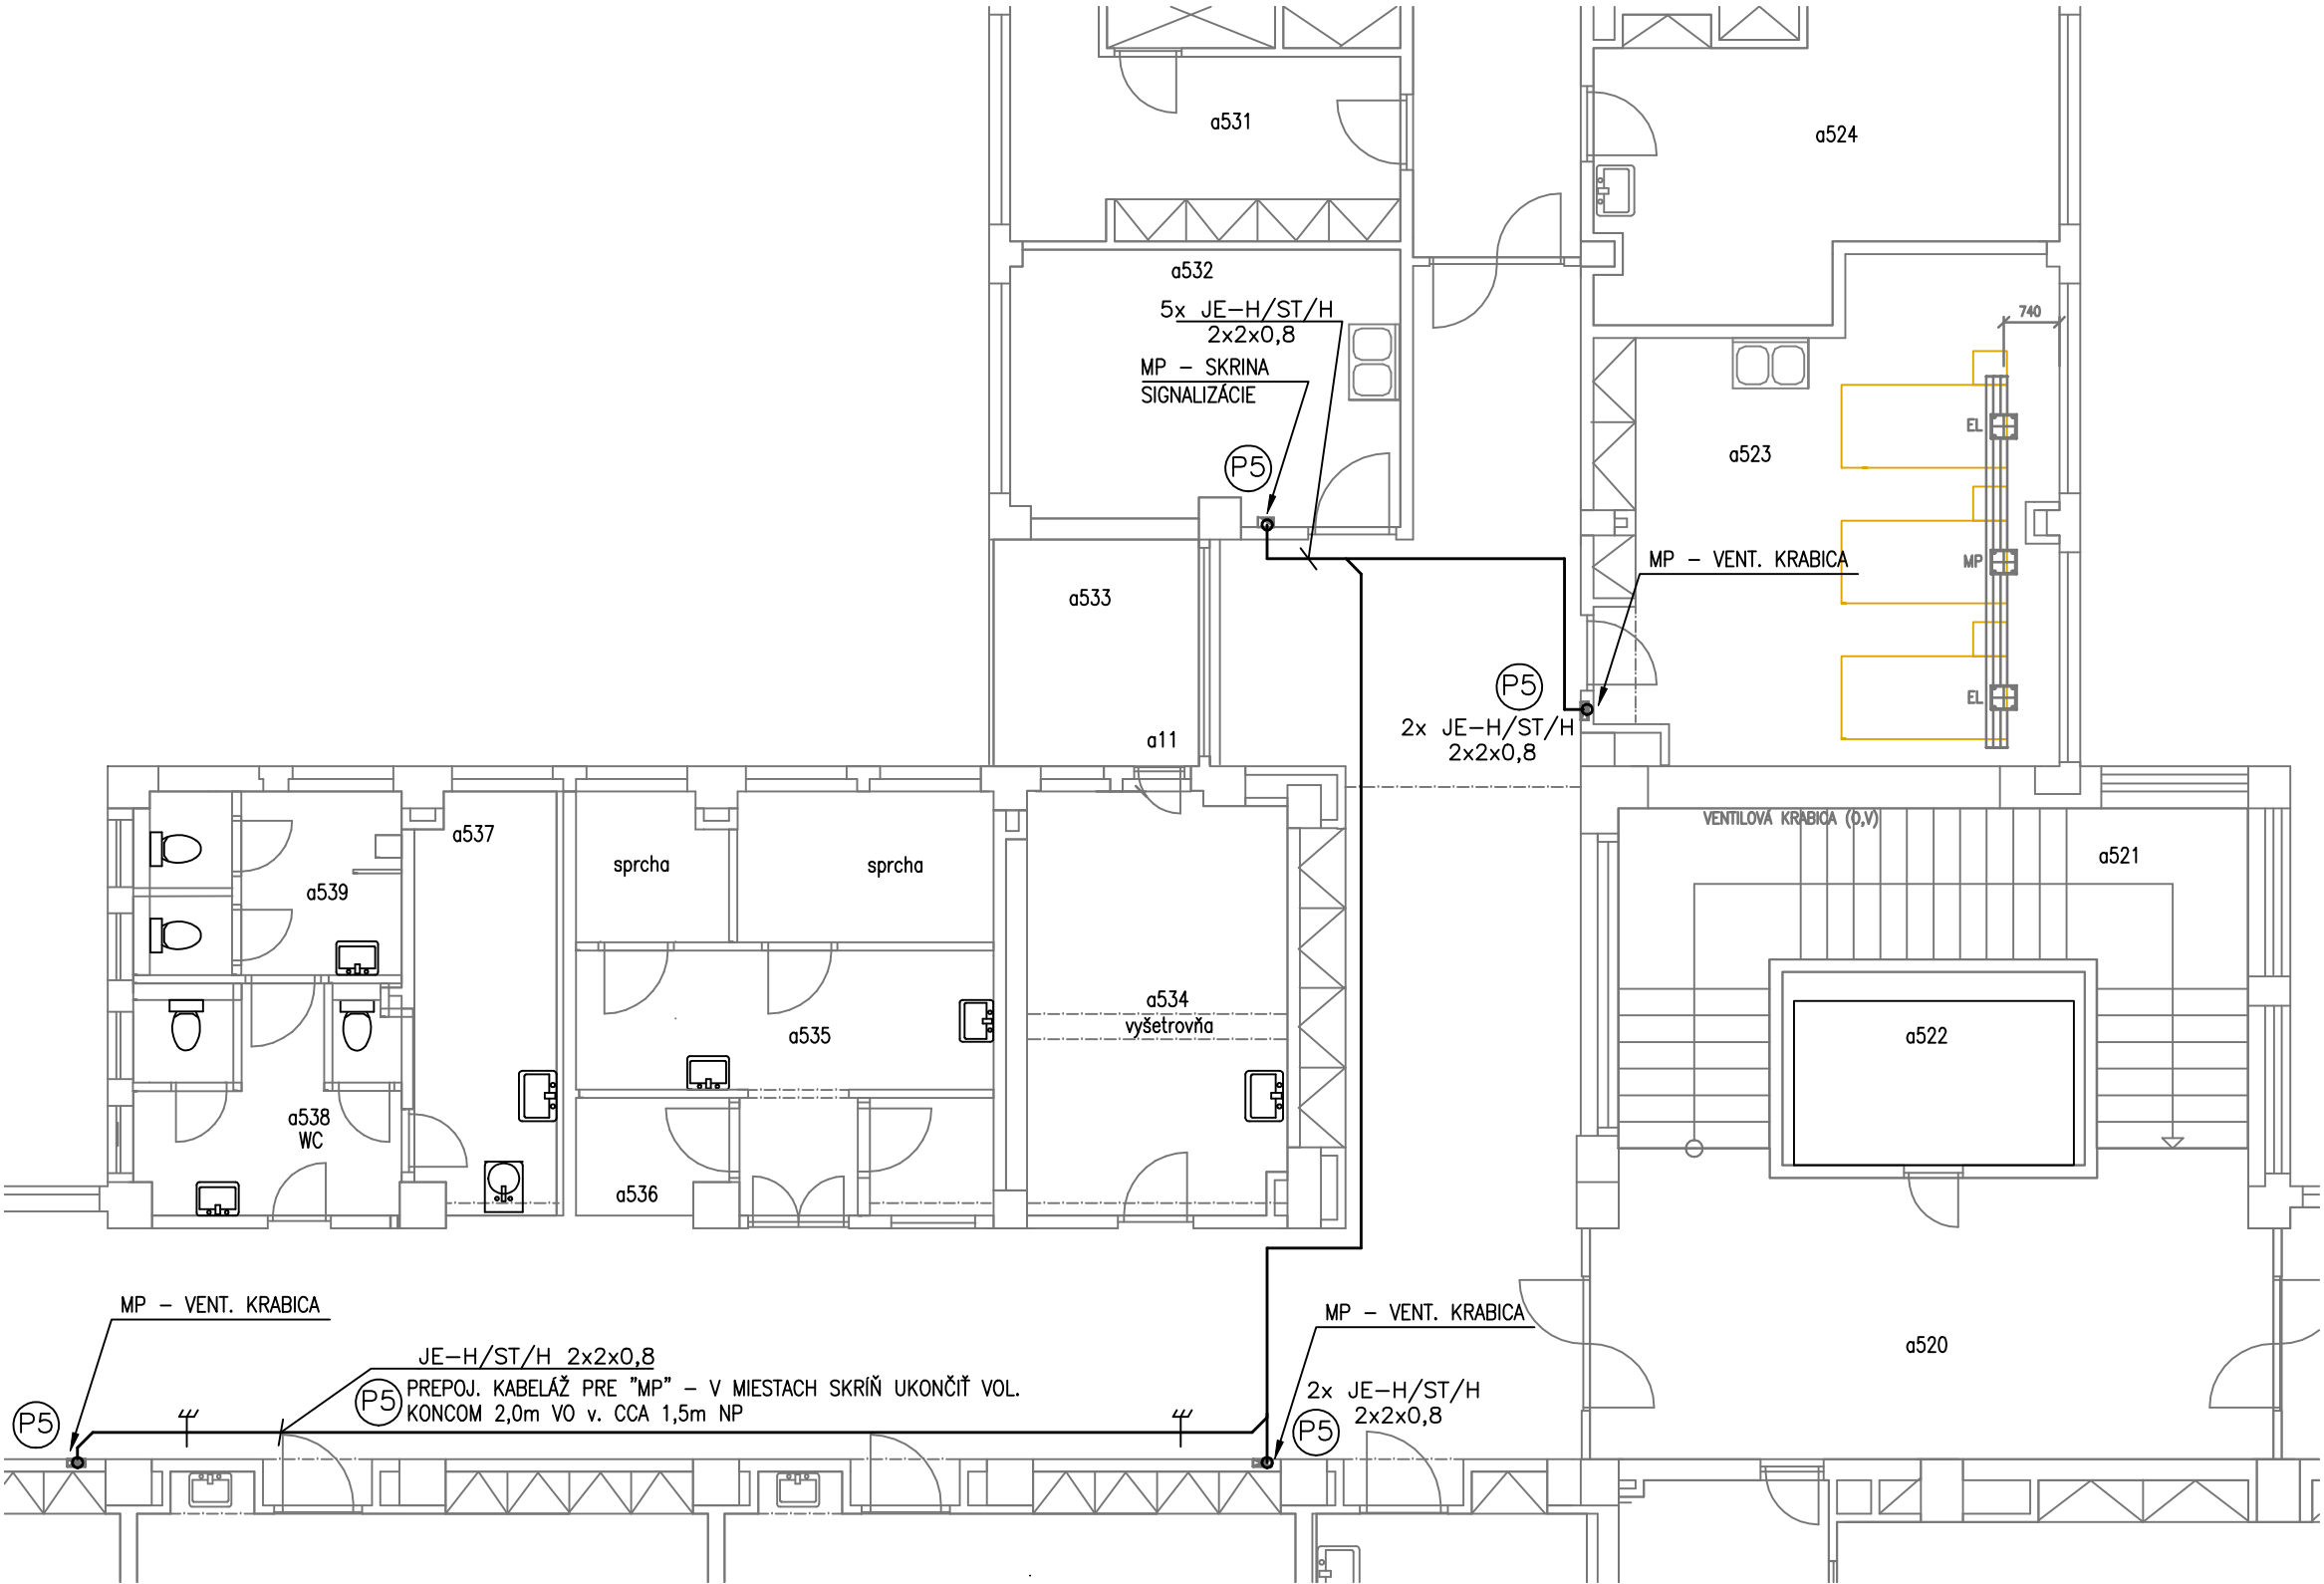 a531
a524
a532
5x JE-H/ST/H
2x2x0,8
740
MP - SKRINA
SIGNALIZÁCIE
EL
a523
P5
MP - VENT. KRABICA
MP
a533
P5
EL
2x JE-H/ST/H
2x2x0,8
a11
VENTILOVÁ KRABICA (O,V)
a537
a521
sprcha
sprcha
a539
a534
vyšetrovňa
a535
a522
a538
WC
a536
MP - VENT. KRABICA
MP - VENT. KRABICA
a520
JE-H/ST/H 2x2x0,8
P5
PREPOJ. KABELÁŽ PRE "MP" - V MIESTACH SKRÍŇ UKONČIŤ VOL.
KONCOM 2,0m VO v. CCA 1,5m NP
2x JE-H/ST/H
2x2x0,8
P5
P5